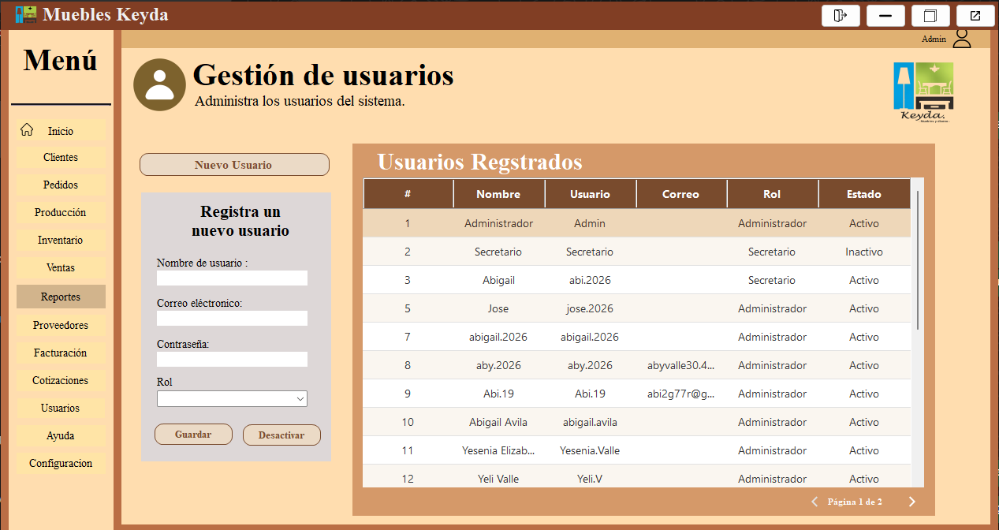 Muebles Keyda
Admin
Menú
Gestión de usuarios
Administra los usuarios del sistema.
Keyda.
Inicio
Clientes
Pedidos
Producción
Inventario
Ventas
Reportes
Proveedores
Facturación
Cotizaciones
Usuarios
Ayuda
Configuracion
Nuevo Usuario
Registra un
nuevo usuario
Nombre de usuario :
Correo eléctronico:
Contraseña:
Rol
Guardar Desactivar
Usuarios Regstrados
# Nombre Usuario Correo Rol Estado
1 Administrador Admin Administrador Activo
2 Secretario Secretario Secretario Inactivo
3 Abigail abi.2026 Secretario Activo
5 Jose jose.2026 Administrador Activo
7 abigail.2026 abigail.2026 Administrador Activo
8 aby.2026 aby.2026 abyvalle30.4... Administrador Activo
9 Abi.19 Abi.19 abi2g77r@g... Administrador Activo
10 Abigail Avila abigail.avila Administrador Activo
11 Yesenia Elizab... Yesenia.Valle Administrador Activo
12 Yeli Valle Yeli.V Administrador Activo
Página 1 de 2